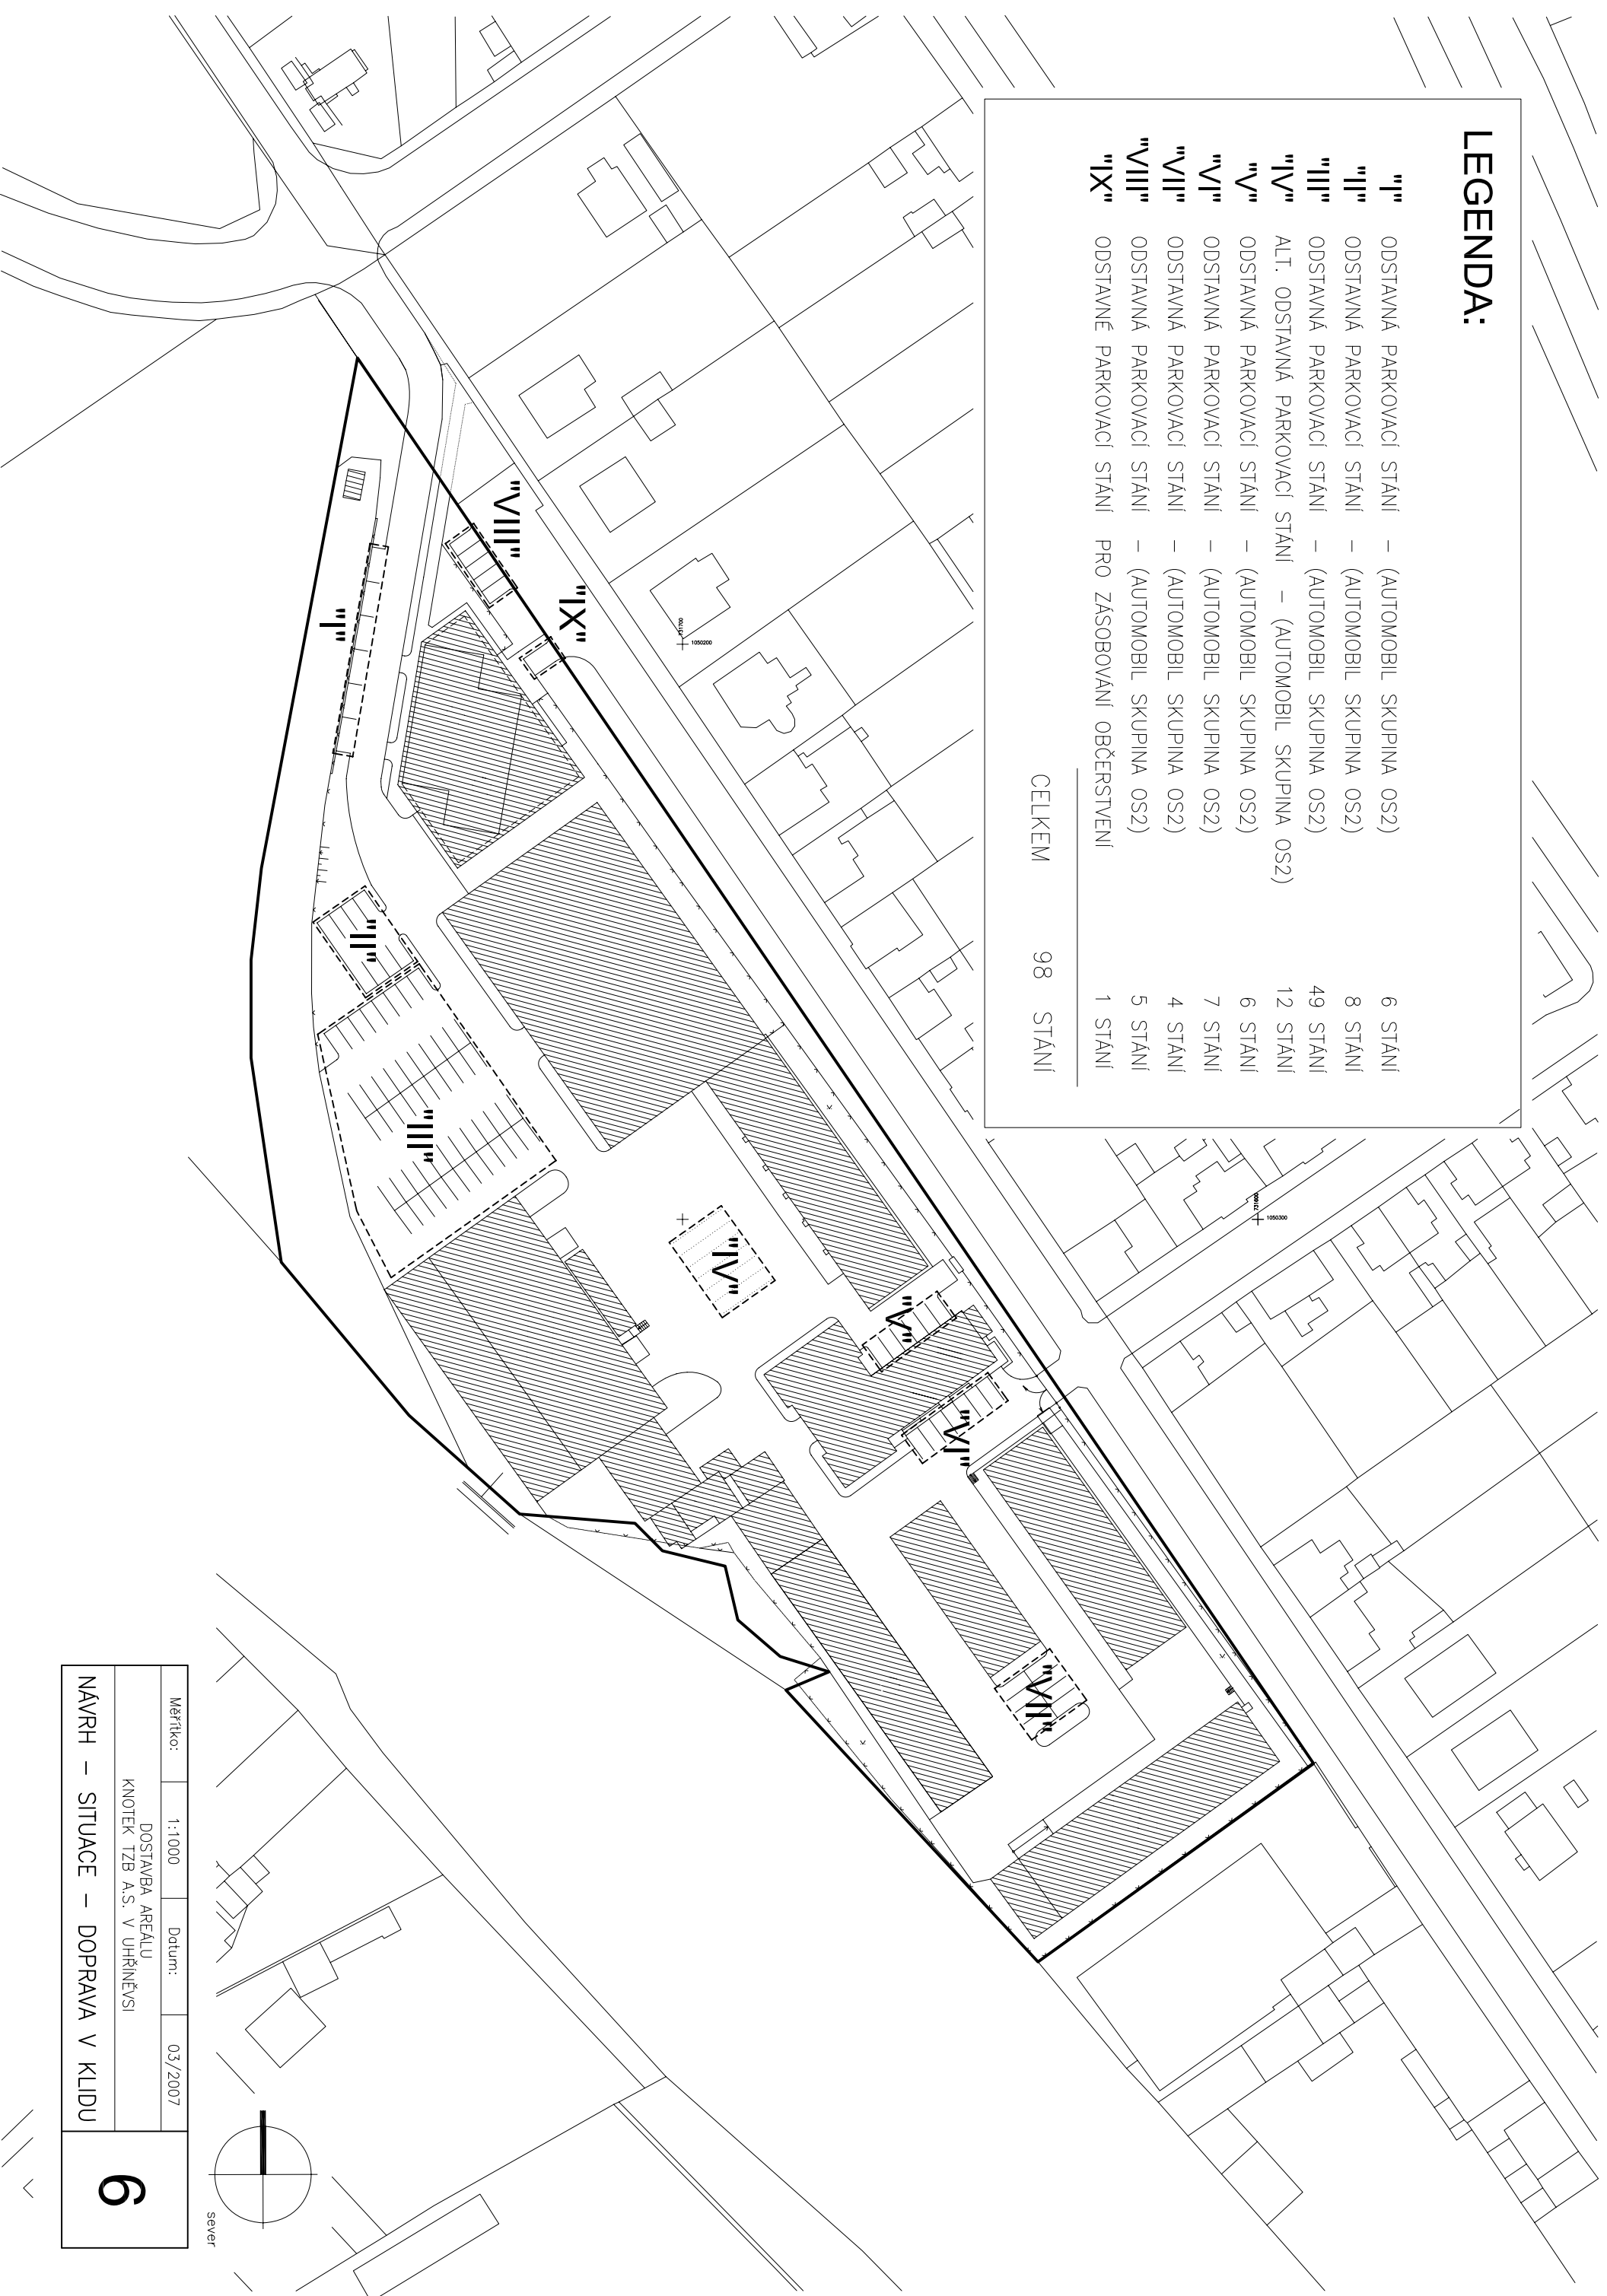 LEGENDA:
"I" ODSTAVNÁ PARKOVACÍ STÁNÍ – (AUTOMOBIL SKUPINA OS2) 6 STÁNÍ
"II" ODSTAVNÁ PARKOVACÍ STÁNÍ – (AUTOMOBIL SKUPINA OS2) 8 STÁNÍ
"III" ODSTAVNÁ PARKOVACÍ STÁNÍ – (AUTOMOBIL SKUPINA OS2) 49 STÁNÍ
"IV" ALT. ODSTAVNÁ PARKOVACÍ STÁNÍ – (AUTOMOBIL SKUPINA OS2) 12 STÁNÍ
"V" ODSTAVNÁ PARKOVACÍ STÁNÍ – (AUTOMOBIL SKUPINA OS2) 6 STÁNÍ
"VI" ODSTAVNÁ PARKOVACÍ STÁNÍ – (AUTOMOBIL SKUPINA OS2) 7 STÁNÍ
"VII" ODSTAVNÁ PARKOVACÍ STÁNÍ – (AUTOMOBIL SKUPINA OS2) 4 STÁNÍ
"VIII" ODSTAVNÁ PARKOVACÍ STÁNÍ – (AUTOMOBIL SKUPINA OS2) 5 STÁNÍ
"IX" ODSTAVNÉ PARKOVACÍ STÁNÍ PRO ZÁSOBOVÁNÍ OBČERSTVENÍ 1 STÁNÍ
CELKEM 98 STÁNÍ
1050300
1050200
"IX"
"VIII"
"I"
"II"
"III"
"IV"
"V"
"VI"
"VII"
Měřítko: 1:1000 Datum: 03/2007
DOSTAVBA AREÁLU
KNOTEK TZB A.S. V UHŘÍNĚVSI
NÁVRH – SITUACE – DOPRAVA V KLIDU
6
sever